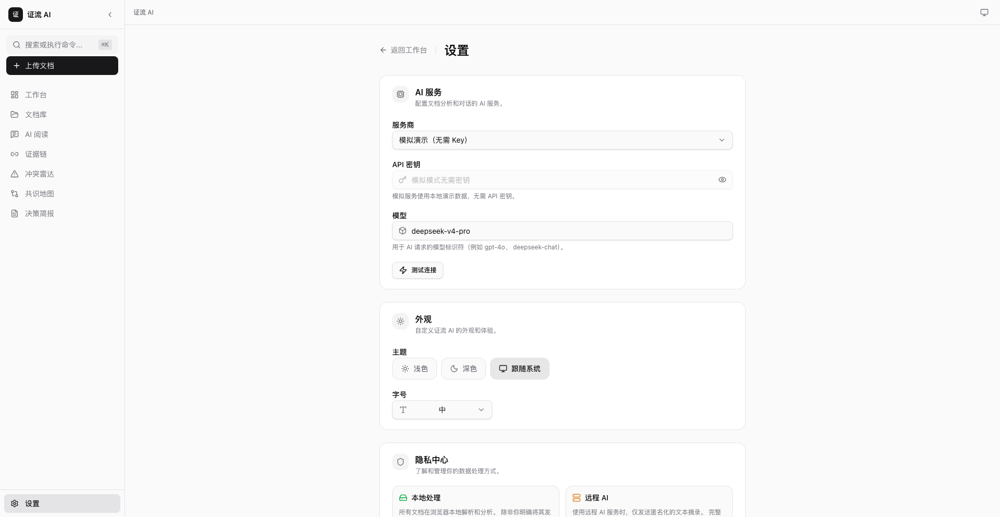 证 证流 AI
搜索或执行命令... ⌘K
上传文档
工作台
文档库
AI 阅读
证据链
冲突雷达
共识地图
决策简报
设置
证流 AI
返回工作台 设置
AI 服务
配置文档分析和对话的 AI 服务。
服务商
模拟演示（无需 Key）
API 密钥
模拟模式无需密钥
模拟服务使用本地演示数据，无需 API 密钥。
模型
deepseek-v4-pro
用于 AI 请求的模型标识符（例如 gpt-4o、 deepseek-chat）。
测试连接
外观
自定义证流 AI 的外观和体验。
主题
浅色 深色 跟随系统
字号
中
隐私中心
了解和管理你的数据处理方式。
本地处理
所有文档在浏览器本地解析和分析。 除非你明确将其发
远程 AI
使用远程 AI 服务时，仅发送匿名化的文本摘录。 完整